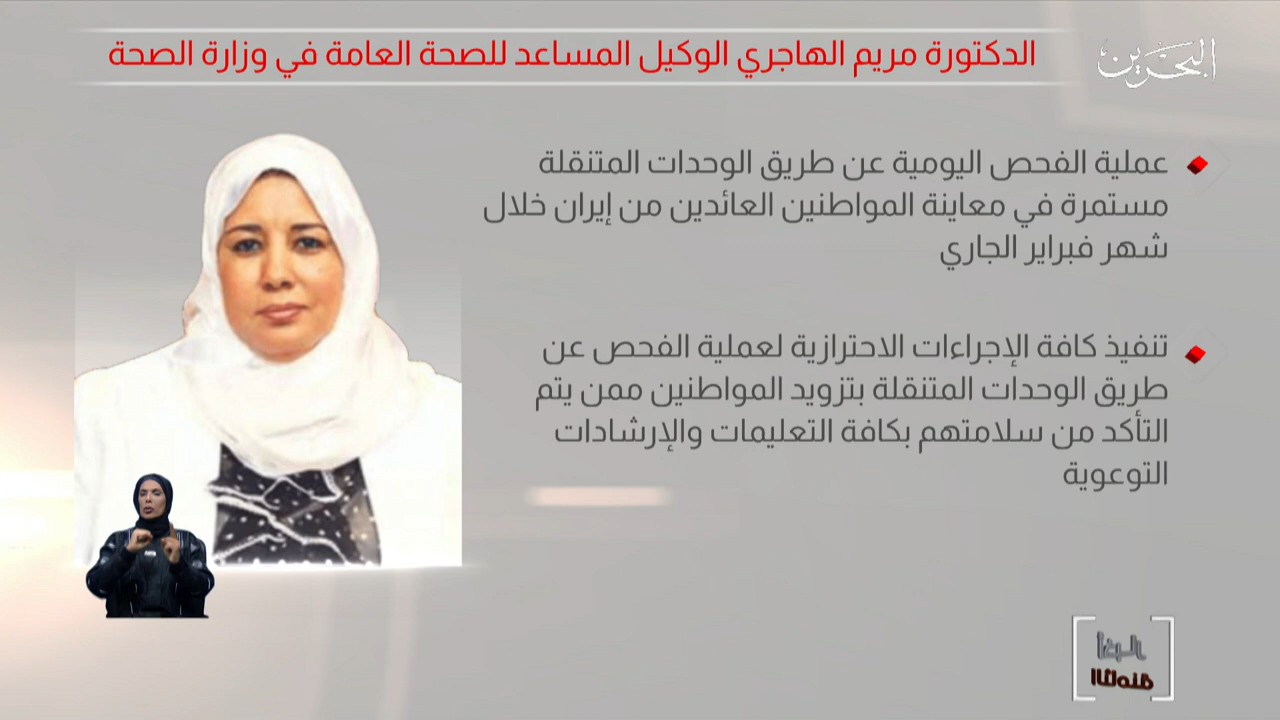 الدكتورة مريم الهاجري الوكيل المساعد للصحة العامة في وزارة الصحة
البحرين
عملية الفحص اليومية عن طريق الوحدات المتنقلة
مستمرة في معاينة المواطنين العائدين من إيران خلال
شهر فبراير الجاري
تنفيذ كافة الإجراءات الاحترازية لعملية الفحص عن
طريق الوحدات المتنقلة بتزويد المواطنين ممن يتم
التأكد من سلامتهم بكافة التعليمات والإرشادات
التوعوية